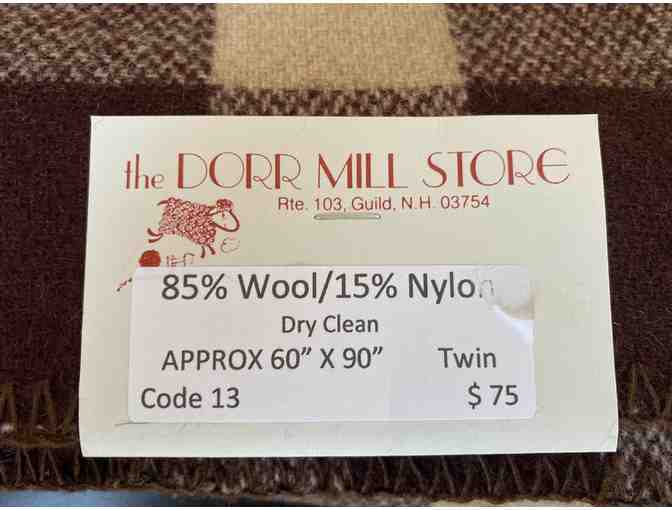 the DORR MILL STORE
Rte. 103, Guild, N.H. 03754
85% Wool/15% Nylon
Dry Clean
APPROX 60” X 90” Twin
Code 13 $ 75